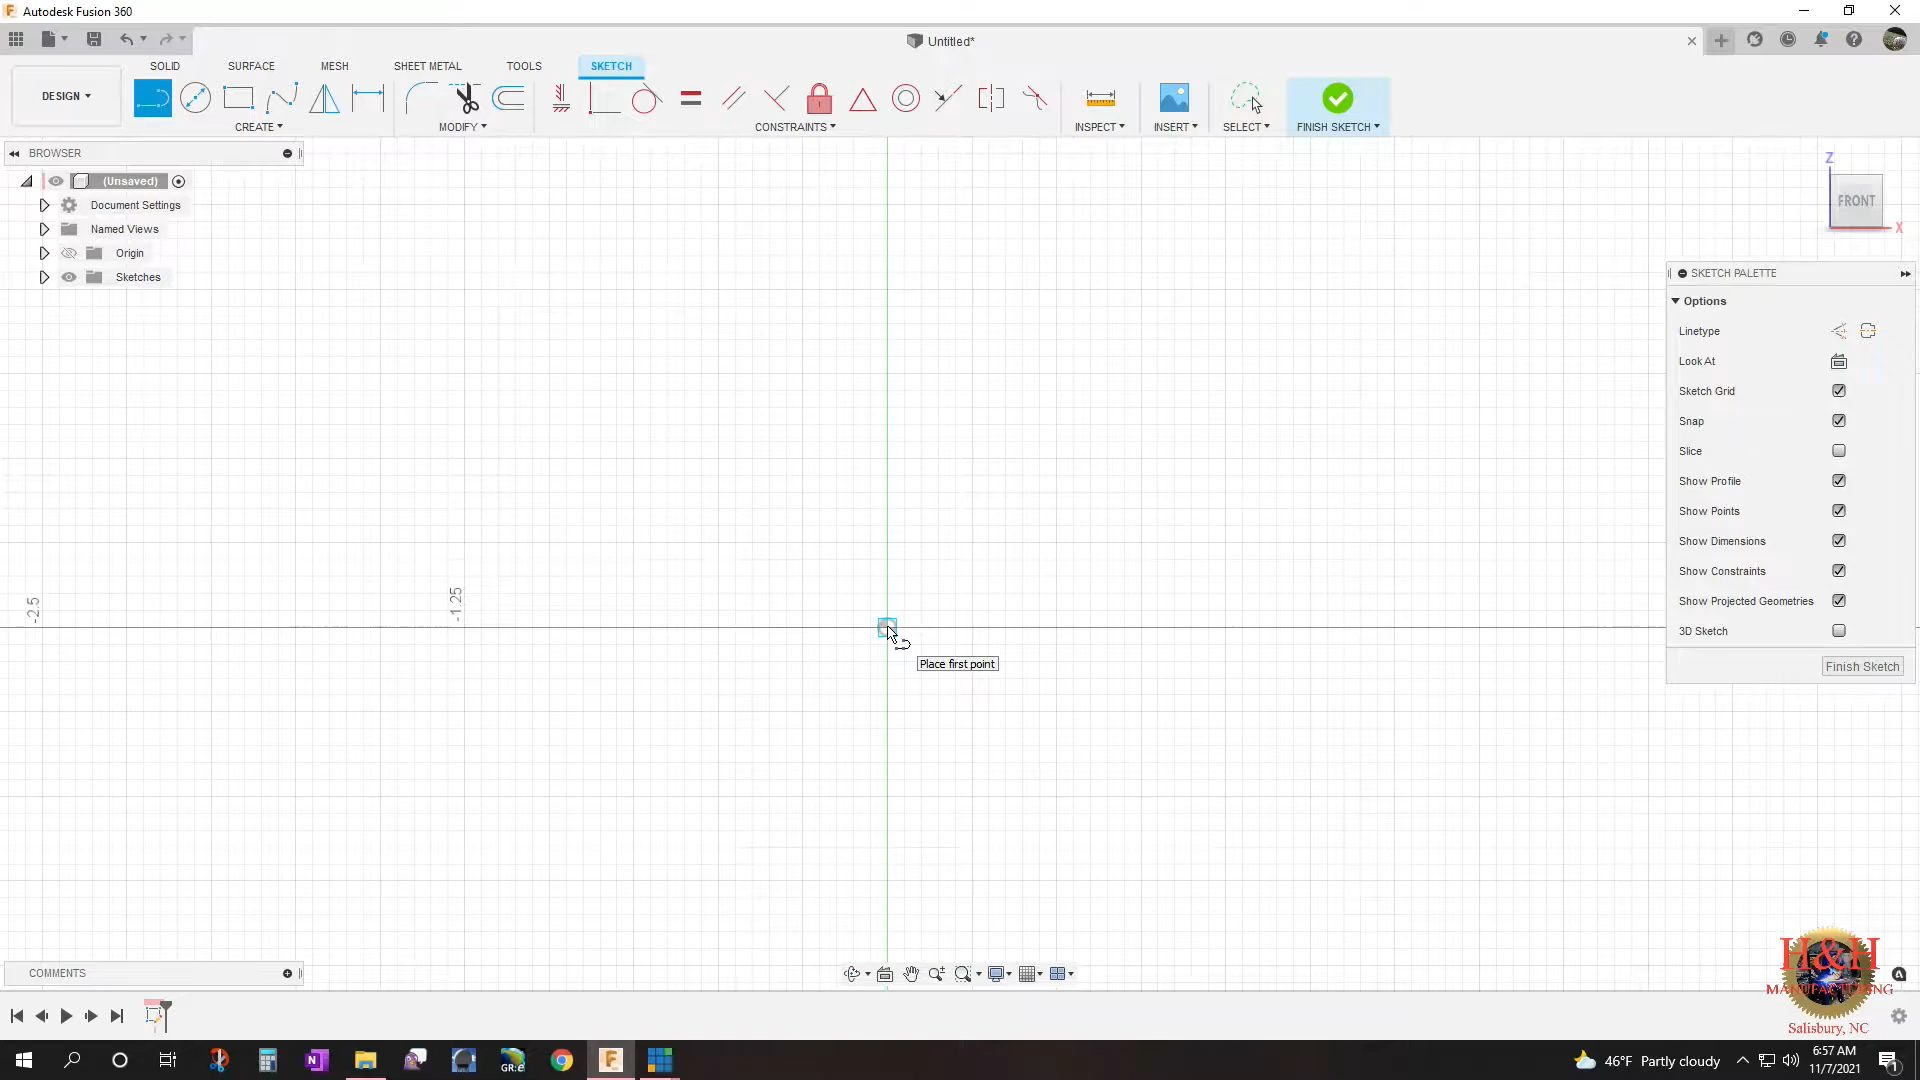 Autodesk Fusion 360
Untitled*
SOLID
SURFACE
MESH
SHEET METAL
TOOLS
SKETCH
DESIGN
CREATE
MODIFY
CONSTRAINTS
INSPECT
INSERT
SELECT
FINISH SKETCH
BROWSER
(Unsaved)
Document Settings
Named Views
Origin
Sketches
Z
FRONT
X
SKETCH PALETTE
Options
Linetype
Look At
Sketch Grid
Snap
Slice
Show Profile
Show Points
Show Dimensions
Show Constraints
Show Projected Geometries
3D Sketch
Finish Sketch
-2.5
-1.25
Place first point
COMMENTS
H&H
MANUFACTURING
Salisbury, NC
GR:e
46°F Partly cloudy
6:57 AM
11/7/2021
1